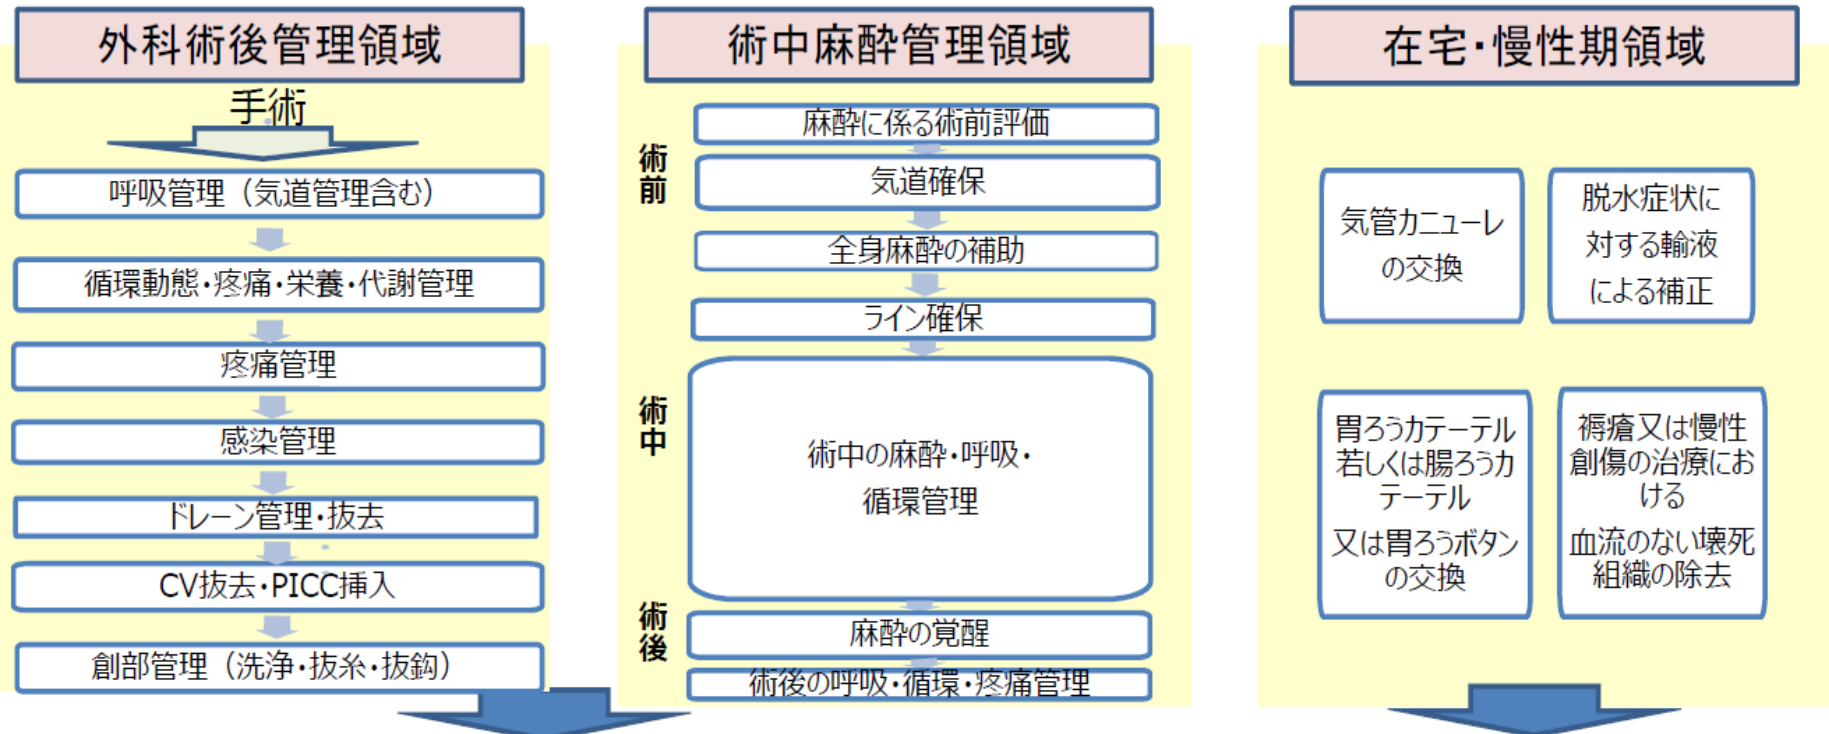 外科術後管理領域
手術
呼吸管理（気道管理含む）
循環動態・疼痛・栄養・代謝管理
疼痛管理
感染管理
ドレーン管理・抜去
CV抜去・PICC挿入
創部管理（洗浄・抜糸・抜鈎）
術中麻酔管理領域
術前
麻酔に係る術前評価
気道確保
全身麻酔の補助
ライン確保
術中
術中の麻酔・呼吸・
循環管理
術後
麻酔の覚醒
術後の呼吸・循環・疼痛管理
在宅・慢性期領域
気管カニューレ
の交換
脱水症状に
対する輸液
による補正
胃ろうカテーテル
若しくは腸ろうカ
テーテル
又は胃ろうボタン
の交換
褥瘡又は慢性
創傷の治療にお
ける
血流のない壊死
組織の除去